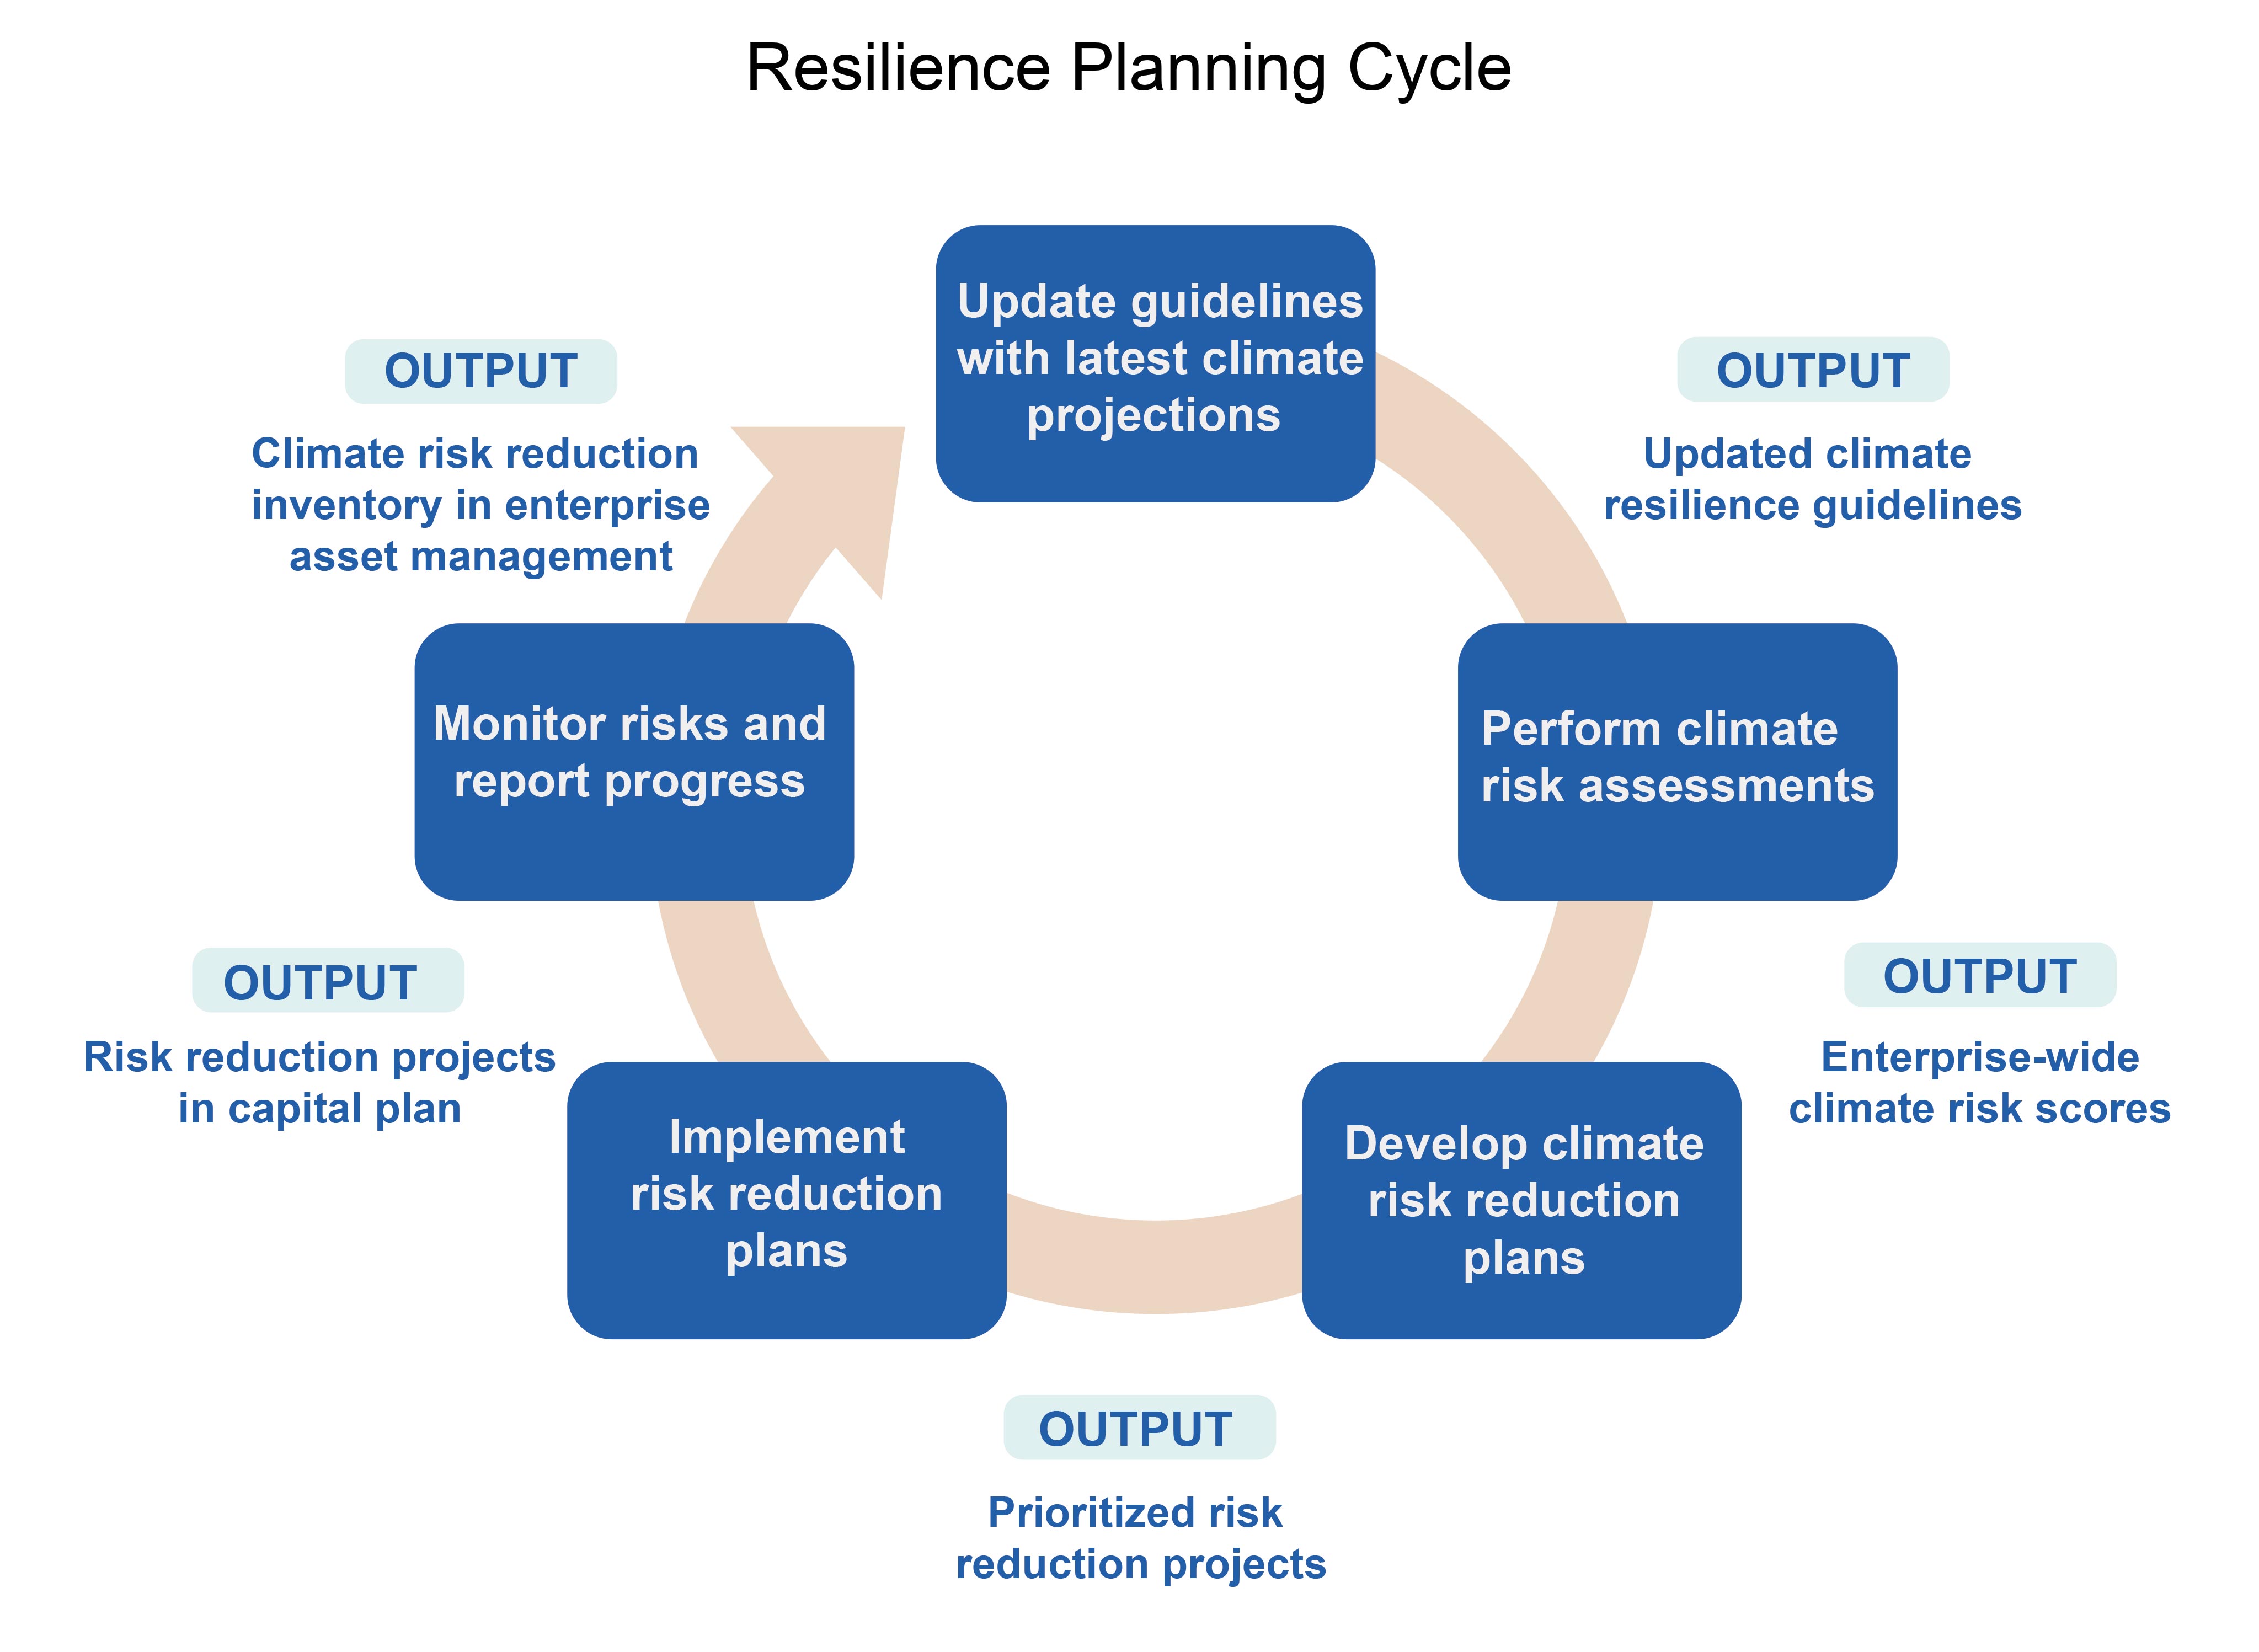 Resilience Planning Cycle
Update guidelines
with latest climate
projections
OUTPUT
Updated climate
resilience guidelines
Perform climate
risk assessments
OUTPUT
Enterprise-wide
climate risk scores
Develop climate
risk reduction
plans
OUTPUT
Prioritized risk
reduction projects
Implement
risk reduction
plans
OUTPUT
Risk reduction projects
in capital plan
Monitor risks and
report progress
OUTPUT
Climate risk reduction
inventory in enterprise
asset management